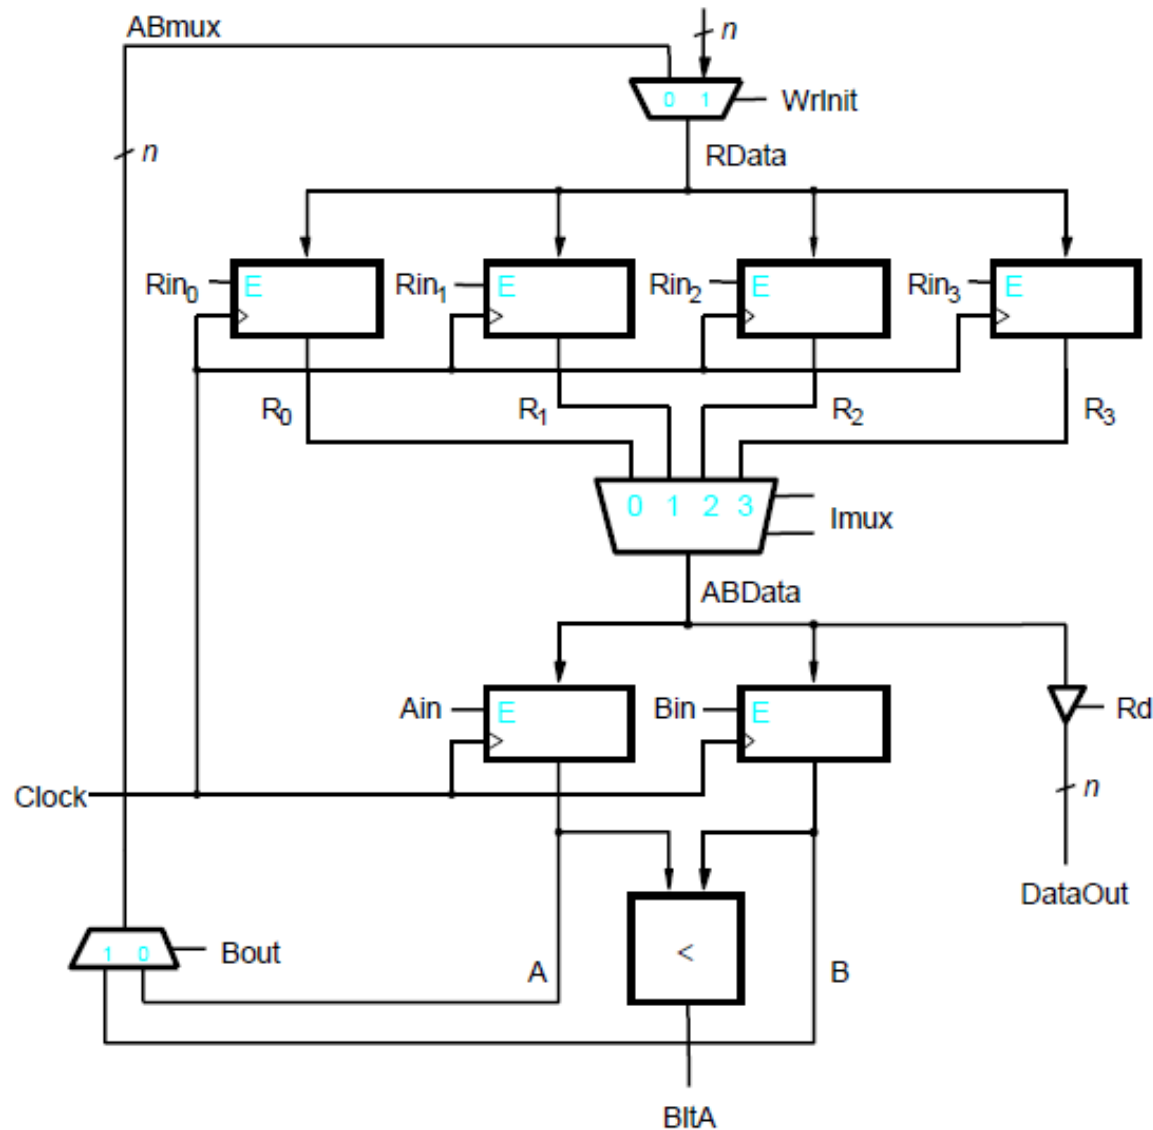 ABmux
n
0 1
WrInit
n
RData
Rin0 E
Rin1 E
Rin2 E
Rin3 E
R0
R1
R2
R3
0 1 2 3
Imux
ABData
Ain E
Bin E
Rd
Clock
n
DataOut
1 0
Bout
A
<
B
BltA